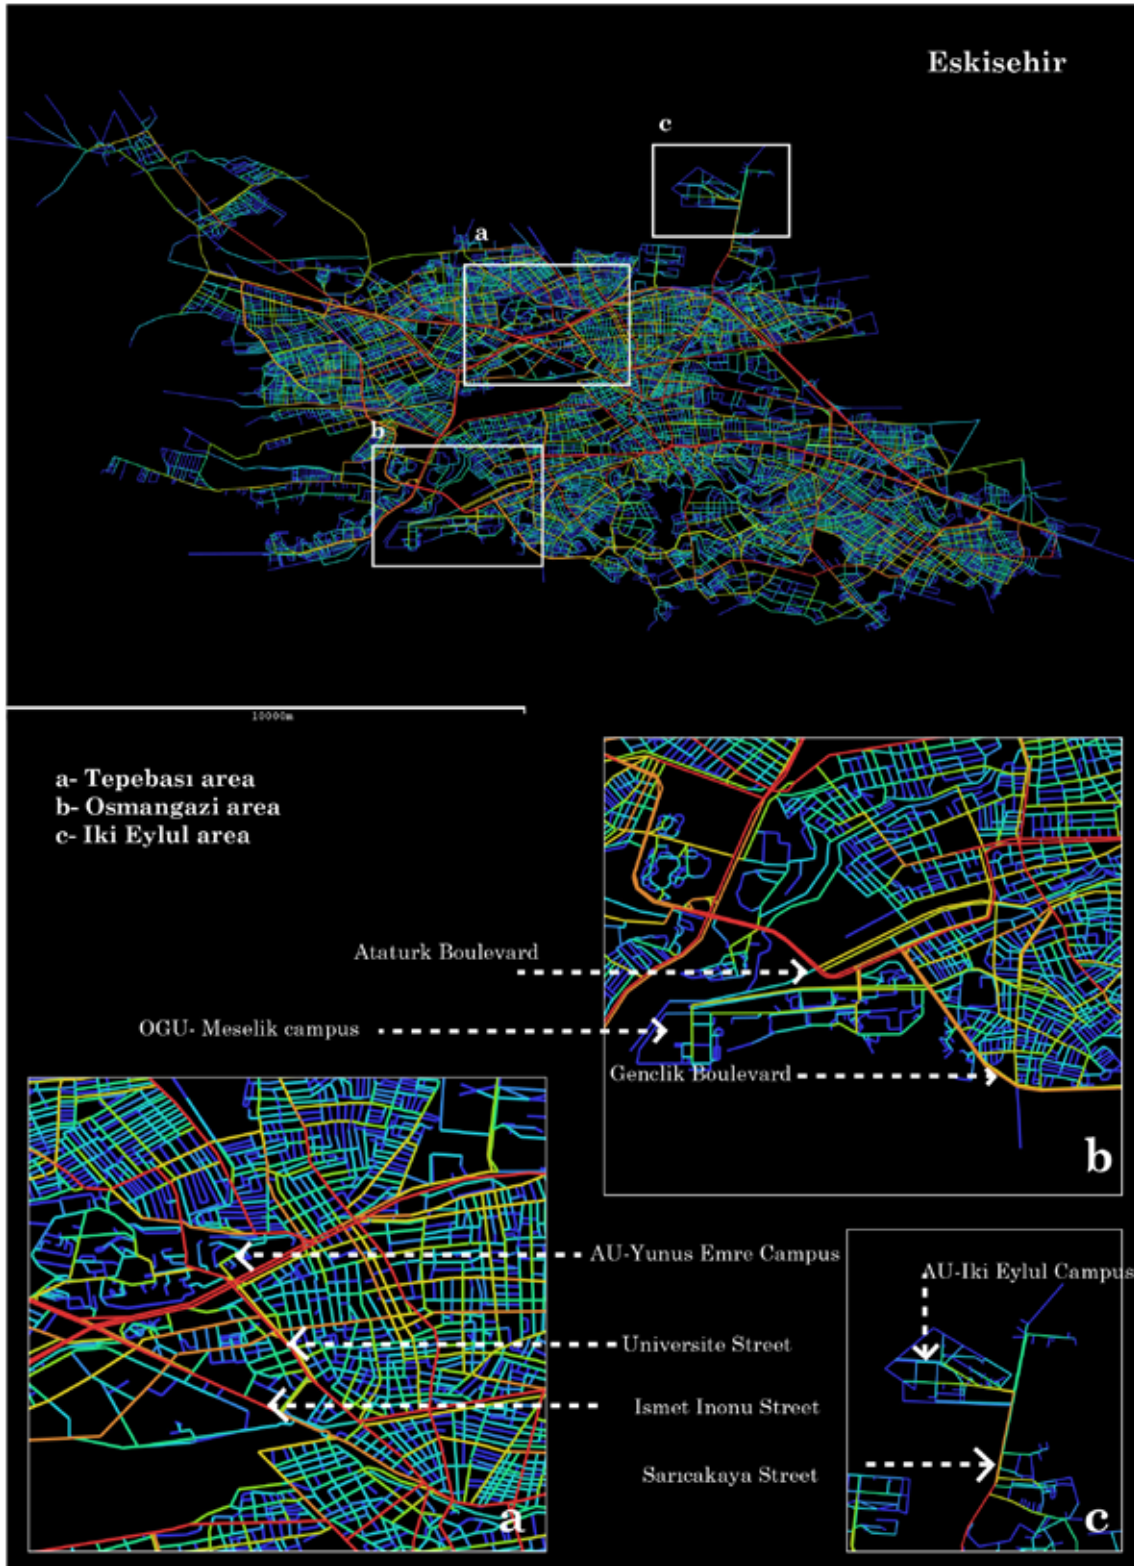 Eskisehir
c
a
b
10000m
a- Tepebası area
b- Osmangazi area
c- Iki Eylul area
Ataturk Boulevard
OGU- Meselik campus
Genclik Boulevard
b
AU-Yunus Emre Campus
AU-Iki Eylul Campus
Universite Street
Ismet Inonu Street
Sarıcakaya Street
a
c